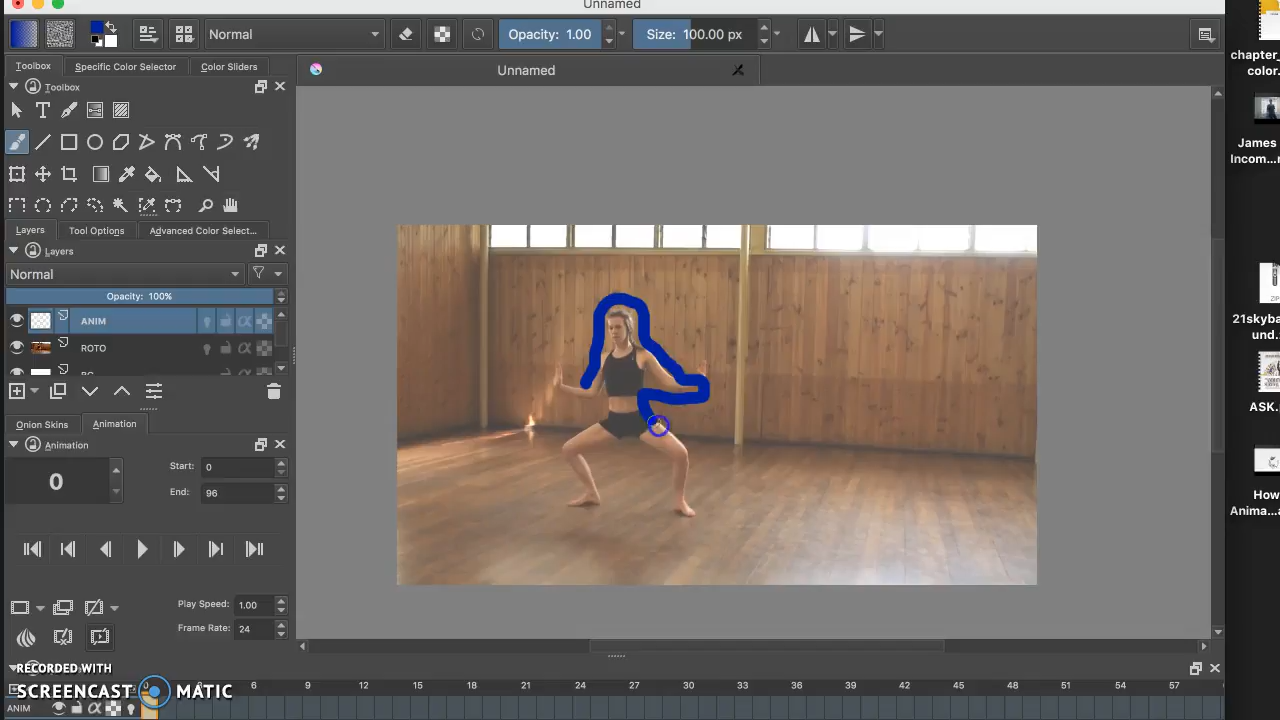 Unnamed
Normal
Opacity: 1.00
Size: 100.00 px
Toolbox
Specific Color Selector
Color Sliders
Unnamed
Toolbox
Layers
Tool Options
Advanced Color Select...
Layers
Normal
Opacity: 100%
ANIM
ROTO
Onion Skins
Animation
Animation
0
Start:
0
End:
96
Play Speed:
1.00
Frame Rate:
24
RECORDED WITH
SCREENCAST MATIC
6
9
12
15
18
21
24
27
30
33
36
39
42
45
48
51
54
57
ANIM
chapter_
color.
James
Incom...
ZIP
21skyba
und.
ASK.
How
Anima...